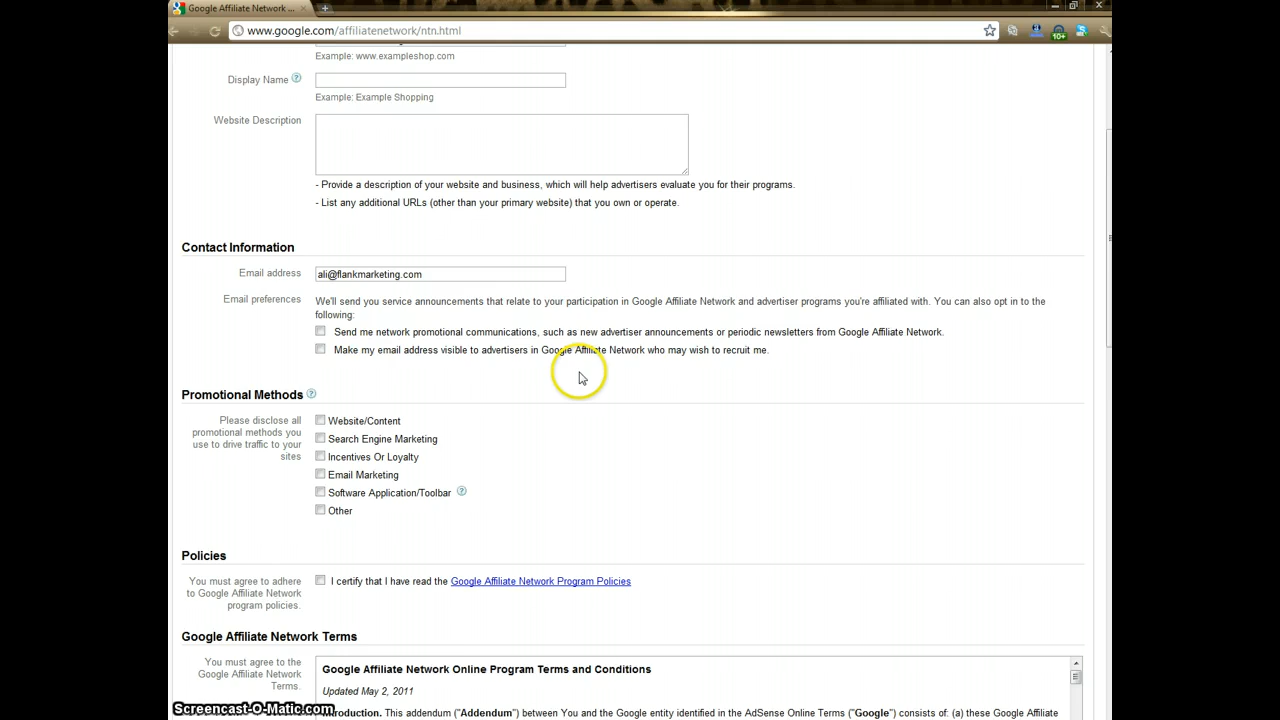 Google Affiliate Network ...
www.google.com/affiliatenetwork/ntn.html
10+
Example: www.exampleshop.com
Display Name ?
Example: Example Shopping
Website Description
- Provide a description of your website and business, which will help advertisers evaluate you for their programs.
- List any additional URLs (other than your primary website) that you own or operate.
Contact Information
Email address ali@flankmarketing.com
Email preferences We'll send you service announcements that relate to your participation in Google Affiliate Network and advertiser programs you're affiliated with. You can also opt in to the
following:
Send me network promotional communications, such as new advertiser announcements or periodic newsletters from Google Affiliate Network.
Make my email address visible to advertisers in Google Affiliate Network who may wish to recruit me.
Promotional Methods ?
Please disclose all
promotional methods you
use to drive traffic to your
sites
Website/Content
Search Engine Marketing
Incentives Or Loyalty
Email Marketing
Software Application/Toolbar ?
Other
Policies
You must agree to adhere
to Google Affiliate Network
program policies.
I certify that I have read the Google Affiliate Network Program Policies
Google Affiliate Network Terms
You must agree to the
Google Affiliate Network
Terms.
Google Affiliate Network Online Program Terms and Conditions
Updated May 2, 2011
Introduction. This addendum ("Addendum") between You and the Google entity identified in the AdSense Online Terms ("Google") consists of: (a) these Google Affiliate
Screencast-O-Matic.com